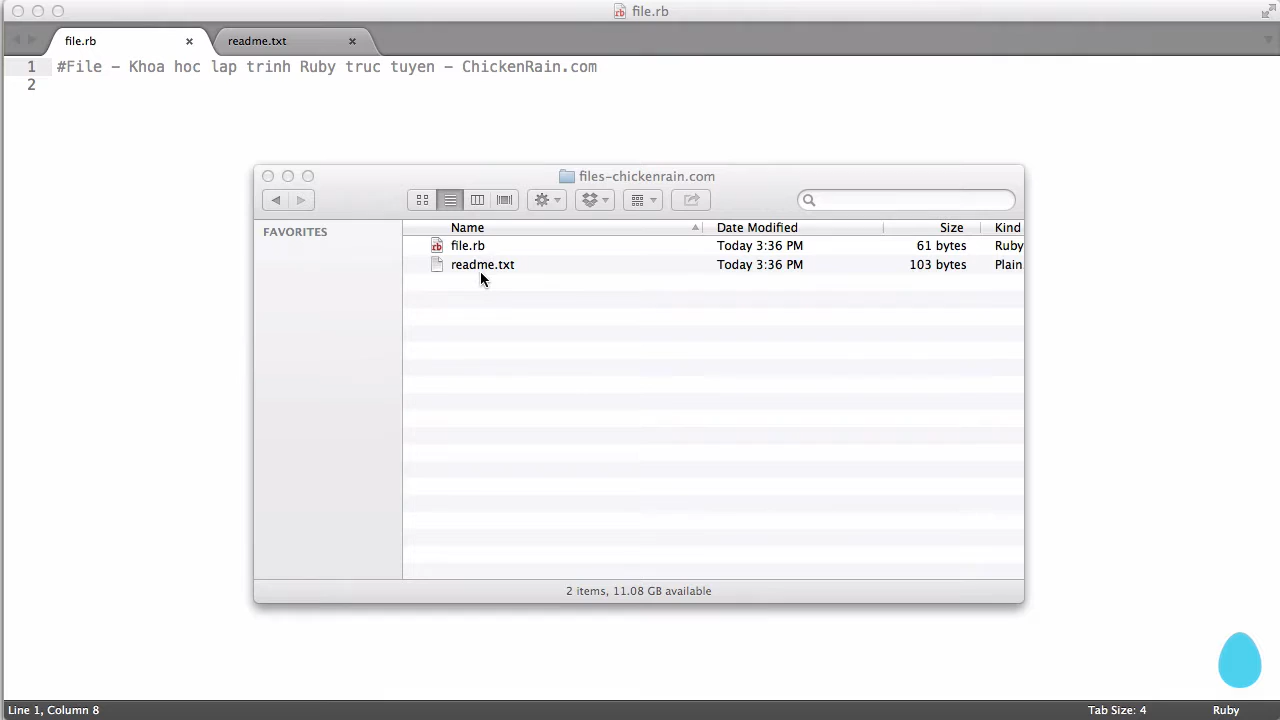 file.rb
file.rb
readme.txt
1 #File - Khoa hoc lap trinh Ruby truc tuyen - ChickenRain.com
2
files-chickenrain.com
FAVORITES
Name Date Modified Size Kind
file.rb Today 3:36 PM 61 bytes Ruby
readme.txt Today 3:36 PM 103 bytes Plain
2 items, 11.08 GB available
Line 1, Column 8 Tab Size: 4 Ruby